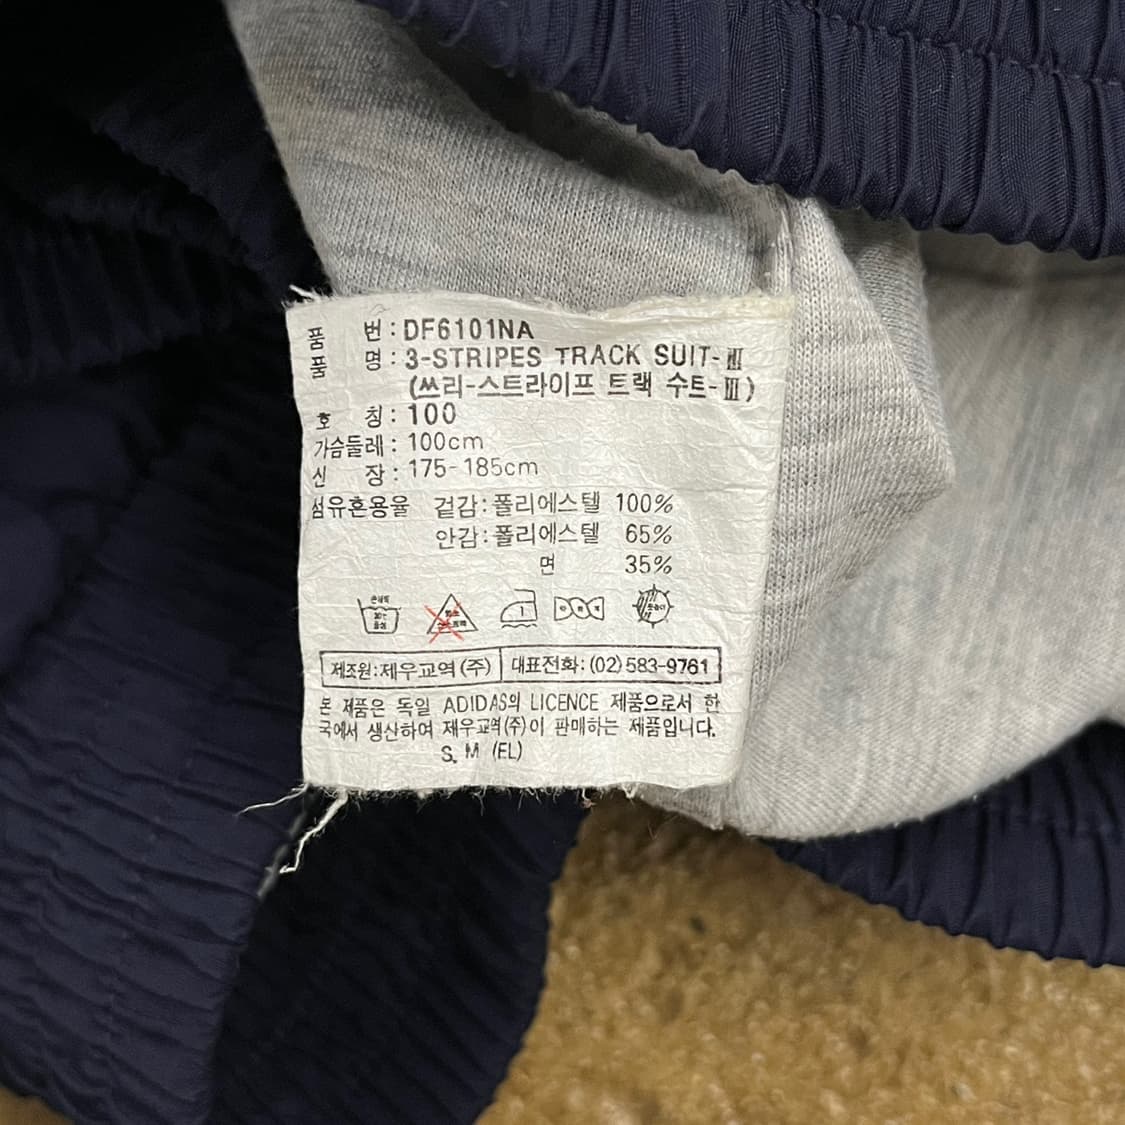 품 번 : DF6101NA
품 명 : 3-STRIPES TRACK SUIT-Ⅲ
(쓰리-스트라이프 트랙 수트-Ⅲ)
호 칭 : 100
가슴둘레 : 100cm
신 장 : 175-185cm
섬유혼용율 겉감 : 폴리에스텔 100%
안감 : 폴리에스텔 65%
면 35%
제조원 : 제우교역(주) 대표전화 : (02)583-9761
본 제품은 독일 ADIDAS의 LICENCE 제품으로서 한
국에서 생산하여 제우교역(주)이 판매하는 제품입니다.
S. M (EL)